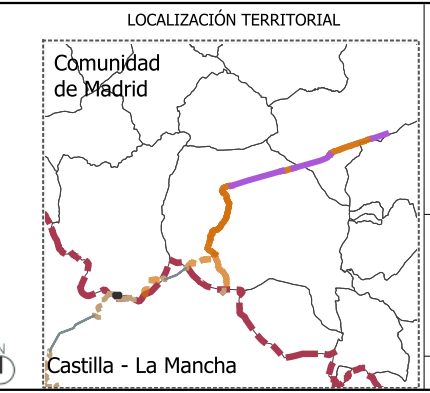 LOCALIZACIÓN TERRITORIAL
Comunidad
de Madrid
N
Castilla - La Mancha